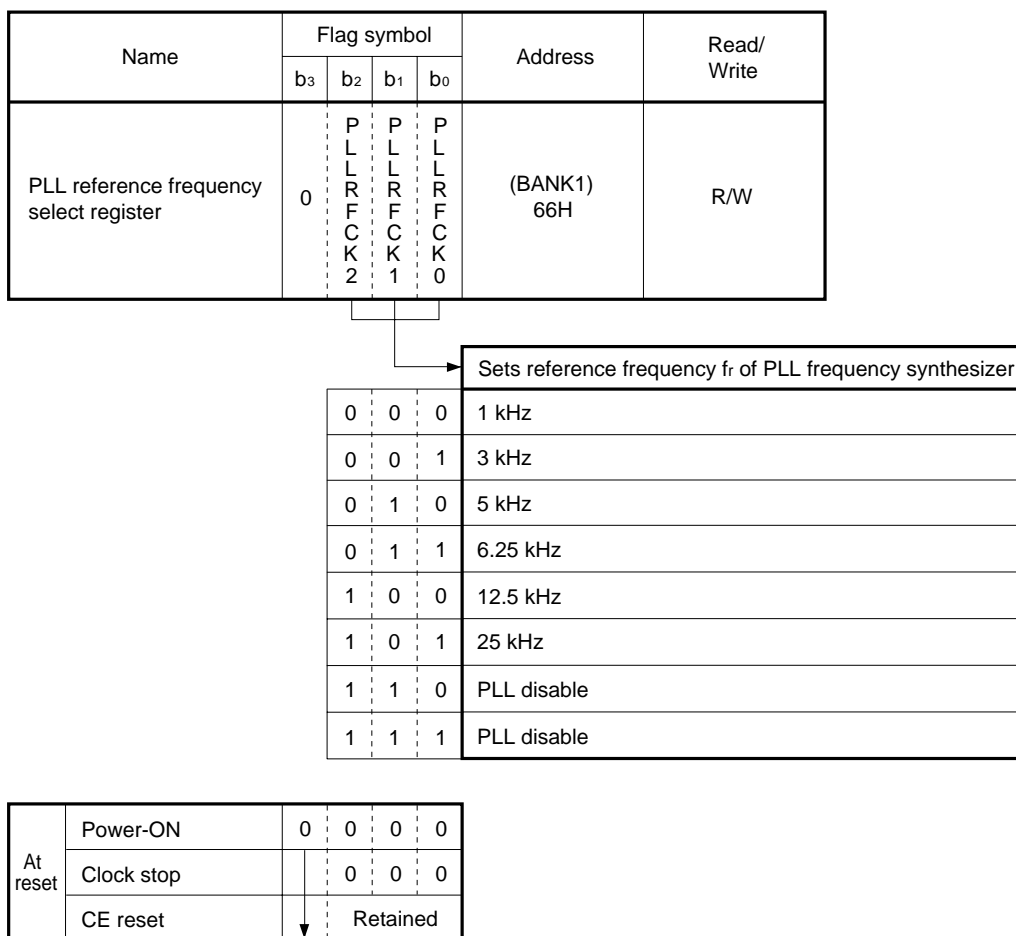 Name Flag symbol Address Read/
Write
b3 b2 b1 b0
PLL reference frequency
select register
0
PLLRFCK2
PLLRFCK1
PLLRFCK0
(BANK1)
66H
R/W
Sets reference frequency fr of PLL frequency synthesizer
0 0 0 1 kHz
0 0 1 3 kHz
0 1 0 5 kHz
0 1 1 6.25 kHz
1 0 0 12.5 kHz
1 0 1 25 kHz
1 1 0 PLL disable
1 1 1 PLL disable
At
reset
Power-ON 0 0 0 0
Clock stop 0 0 0
CE reset Retained